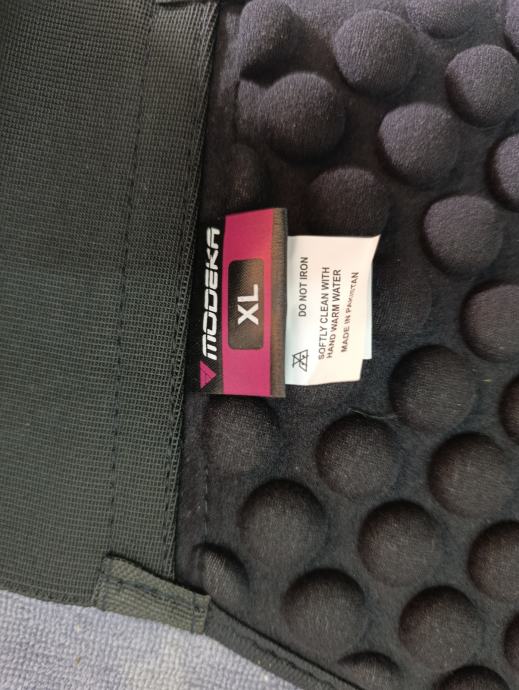 MODEKA
XL
DO NOT IRON
SOFTLY CLEAN WITH
HAND WARM WATER
MADE IN PAKISTAN